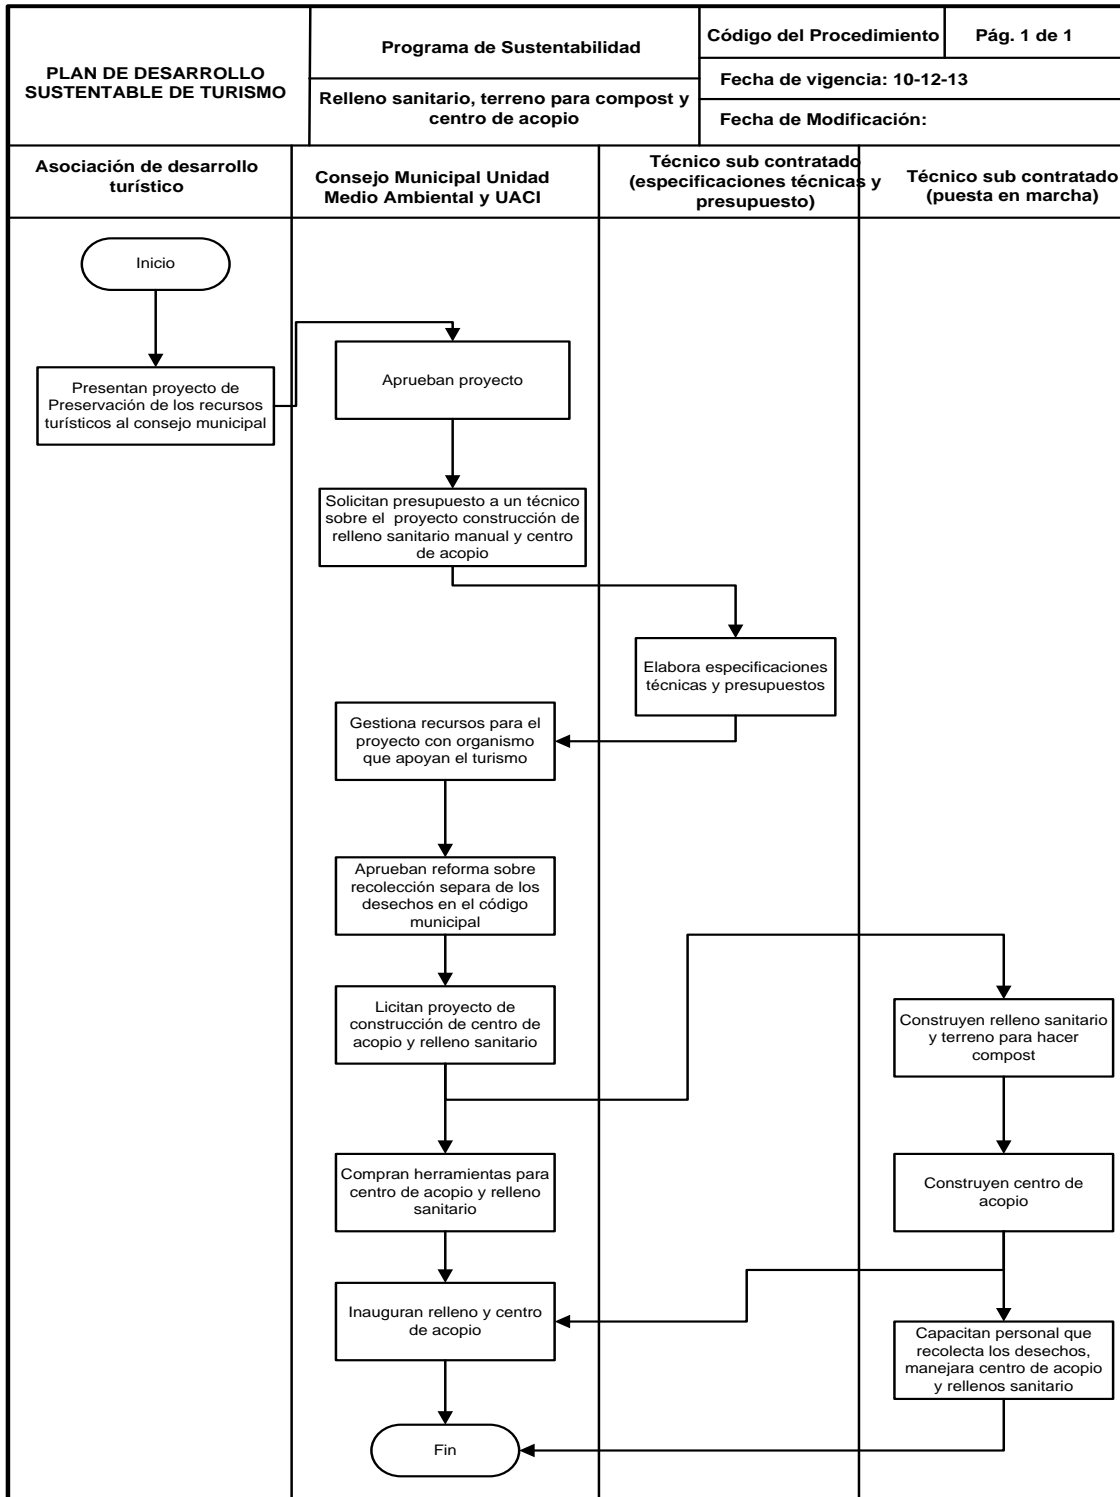 PLAN DE DESARROLLO
SUSTENTABLE DE TURISMO
Programa de Sustentabilidad
Relleno sanitario, terreno para compost y
centro de acopio
Código del Procedimiento
Pág. 1 de 1
Fecha de vigencia: 10-12-13
Fecha de Modificación:
Asociación de desarrollo
turístico
Consejo Municipal Unidad
Medio Ambiental y UACI
Técnico sub contratado
(especificaciones técnicas y
presupuesto)
Técnico sub contratado
(puesta en marcha)
Inicio
Presentan proyecto de
Preservación de los recursos
turísticos al consejo municipal
Aprueban proyecto
Solicitan presupuesto a un técnico
sobre el  proyecto construcción de
relleno sanitario manual y centro
de acopio
Elabora especificaciones
técnicas y presupuestos
Gestiona recursos para el
proyecto con organismo
que apoyan el turismo
Aprueban reforma sobre
recolección separa de los
desechos en el código
municipal
Licitan proyecto de
construcción de centro de
acopio y relleno sanitario
Construyen relleno sanitario
y terreno para hacer
compost
Compran herramientas para
centro de acopio y relleno
sanitario
Construyen centro de
acopio
Inauguran relleno y centro
de acopio
Capacitan personal que
recolecta los desechos,
manejara centro de acopio
y rellenos sanitario
Fin